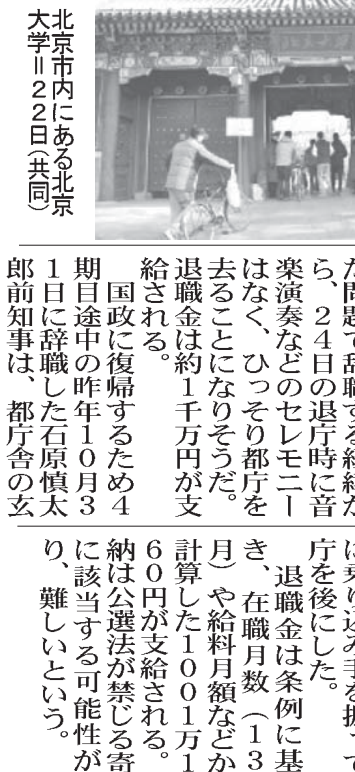 北京市内にある北京
大学＝２２日（共同）
た問題で辞職する経緯か
ら、２４日の退庁時に音
楽演奏などのセレモニー
はなく、ひっそり都庁を
去ることになりそうだ。
退職金は約１千万円が支
給される。
国政に復帰するため４
期目途中の昨年１０月３
１日に辞職した石原慎太
郎前知事は、都庁舎の玄
に乗り込み手を振って
庁を後にした。
退職金は条例に基
き、在職月数（１３
月）や給料月額などか
計算した１００１万１
６０円が支給される。
納は公選法が禁じる寄
に該当する可能性が
り、難しいという。